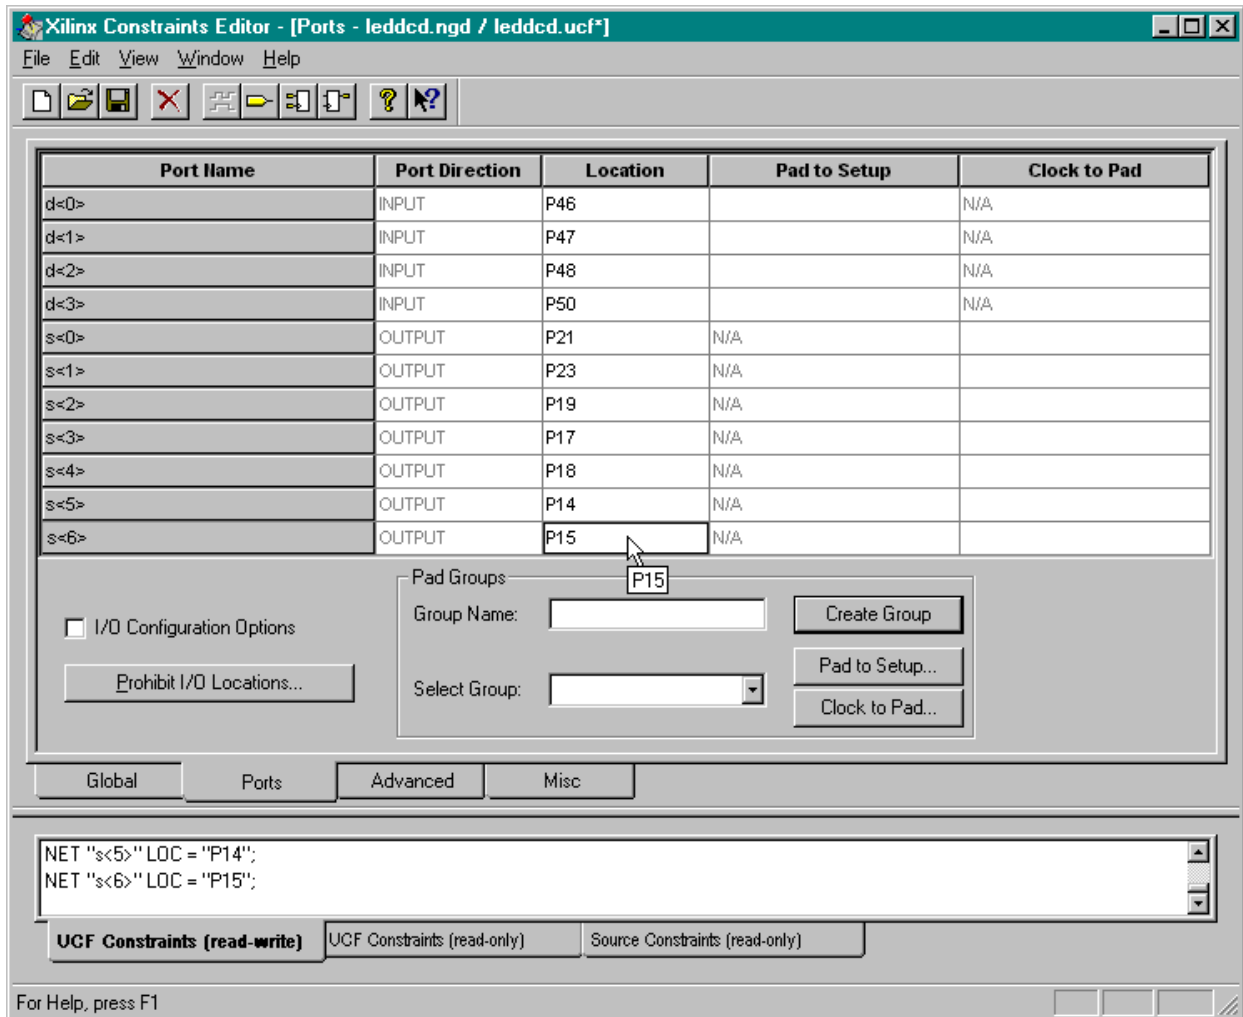 Xilinx Constraints Editor - [Ports - leddcd.ngd / leddcd.ucf*]
File Edit View Window Help
Port Name Port Direction Location Pad to Setup Clock to Pad
d<0> INPUT P46 N/A
d<1> INPUT P47 N/A
d<2> INPUT P48 N/A
d<3> INPUT P50 N/A
s<0> OUTPUT P21 N/A
s<1> OUTPUT P23 N/A
s<2> OUTPUT P19 N/A
s<3> OUTPUT P17 N/A
s<4> OUTPUT P18 N/A
s<5> OUTPUT P14 N/A
s<6> OUTPUT P15 N/A
P15
Pad Groups
I/O Configuration Options
Prohibit I/O Locations...
Group Name:
Create Group
Select Group:
Pad to Setup...
Clock to Pad...
Global Ports Advanced Misc
NET "s<5>" LOC = "P14";
NET "s<6>" LOC = "P15";
UCF Constraints (read-write) UCF Constraints (read-only) Source Constraints (read-only)
For Help, press F1